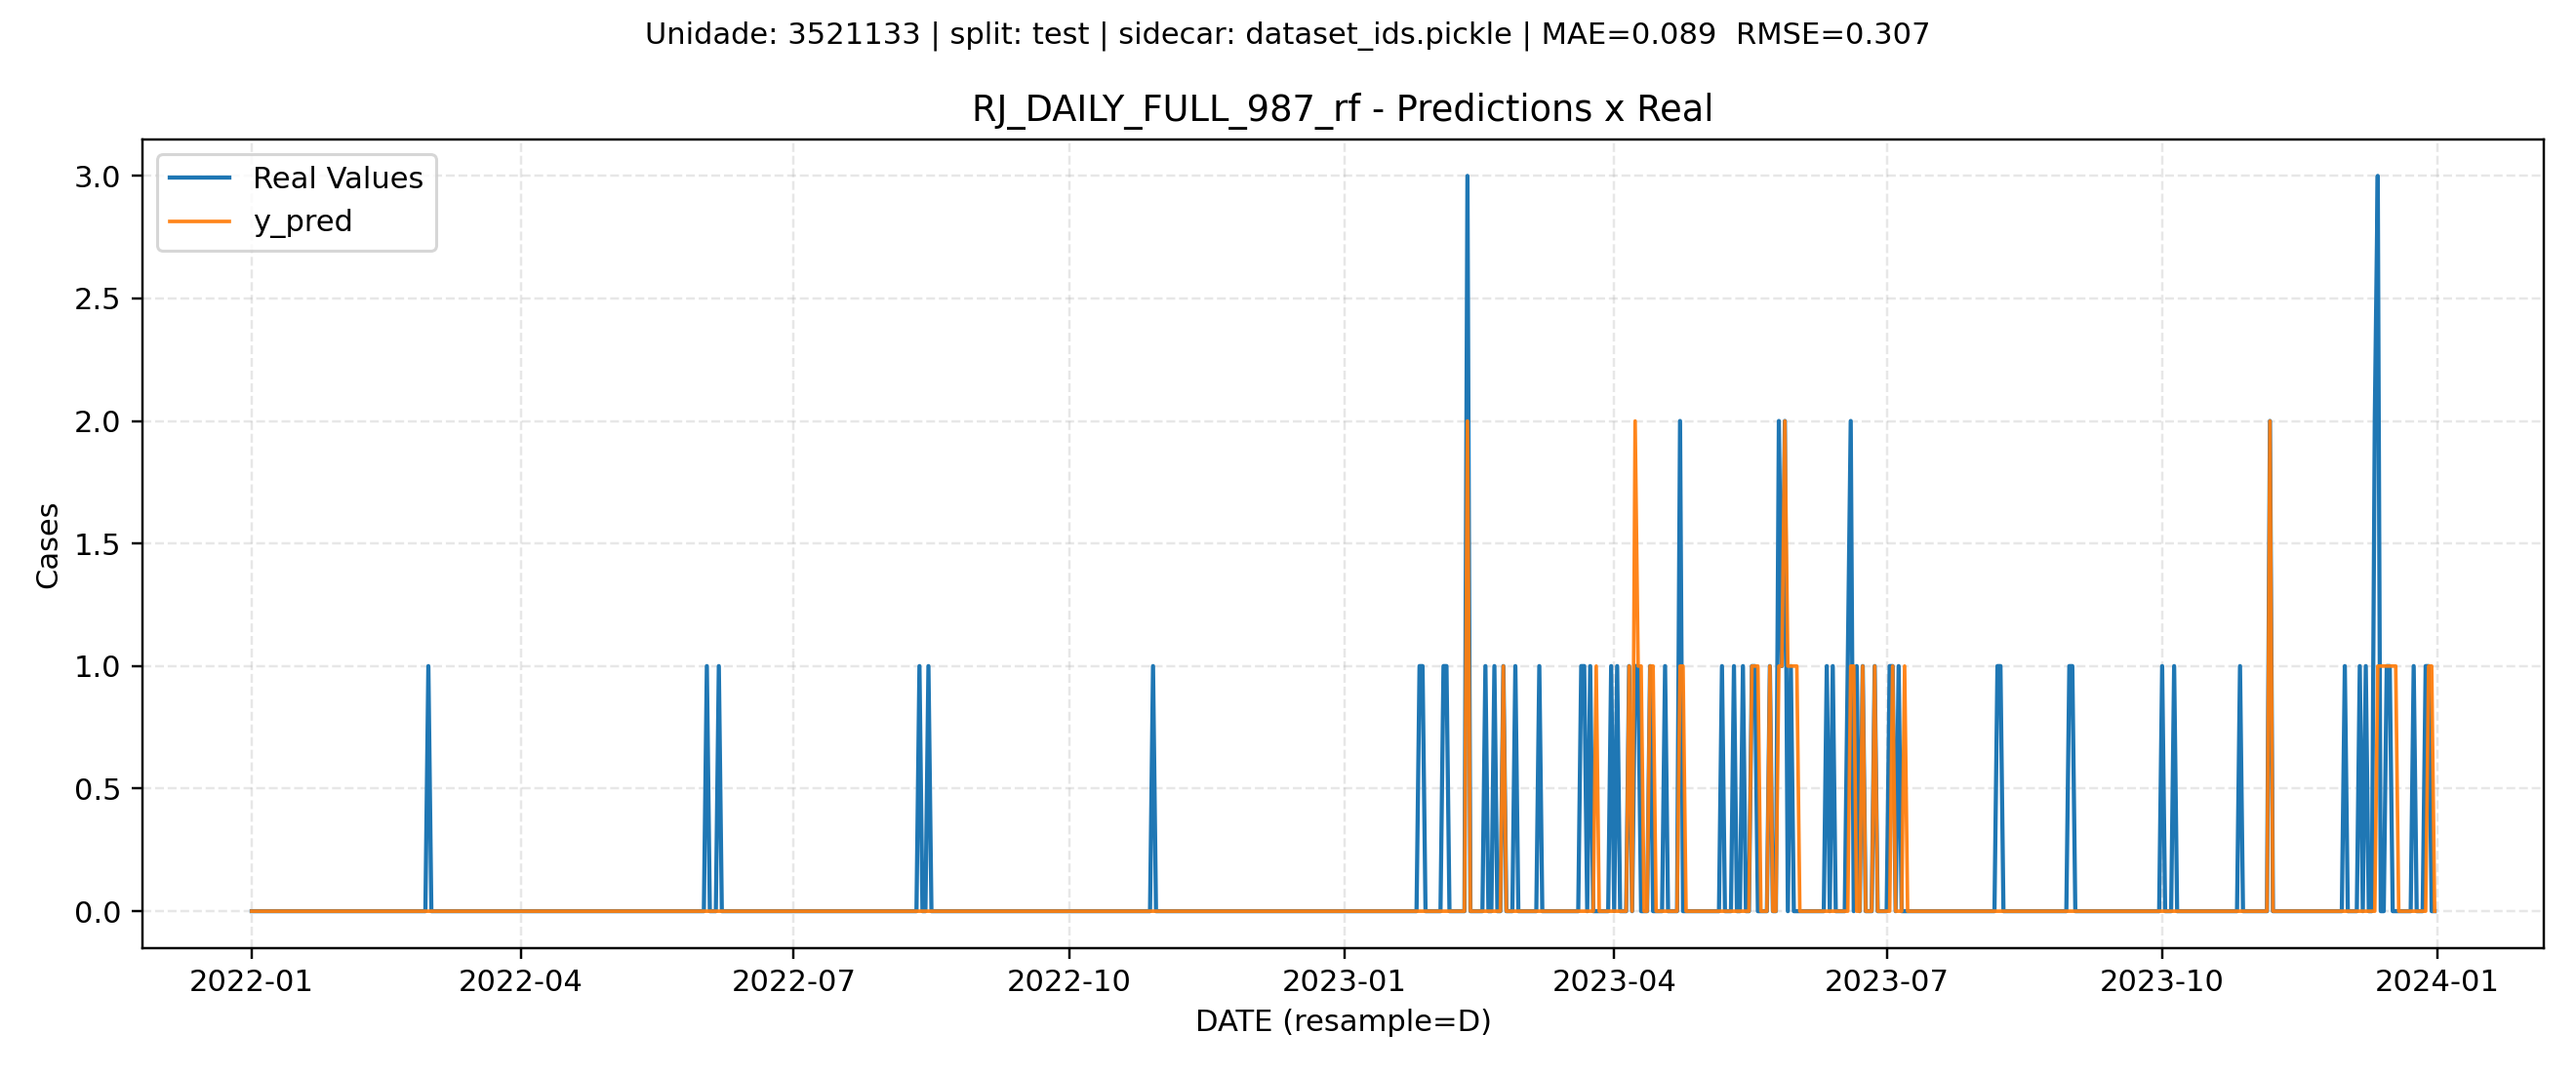 Unidade: 3521133 | split: test | sidecar: dataset_ids.pickle | MAE=0.089  RMSE=0.307
RJ_DAILY_FULL_987_rf - Predictions x Real
Real Values
y_pred
3.0
2.5
2.0
1.5
1.0
0.5
0.0
Cases
2022-01
2022-04
2022-07
2022-10
2023-01
2023-04
2023-07
2023-10
2024-01
DATE (resample=D)